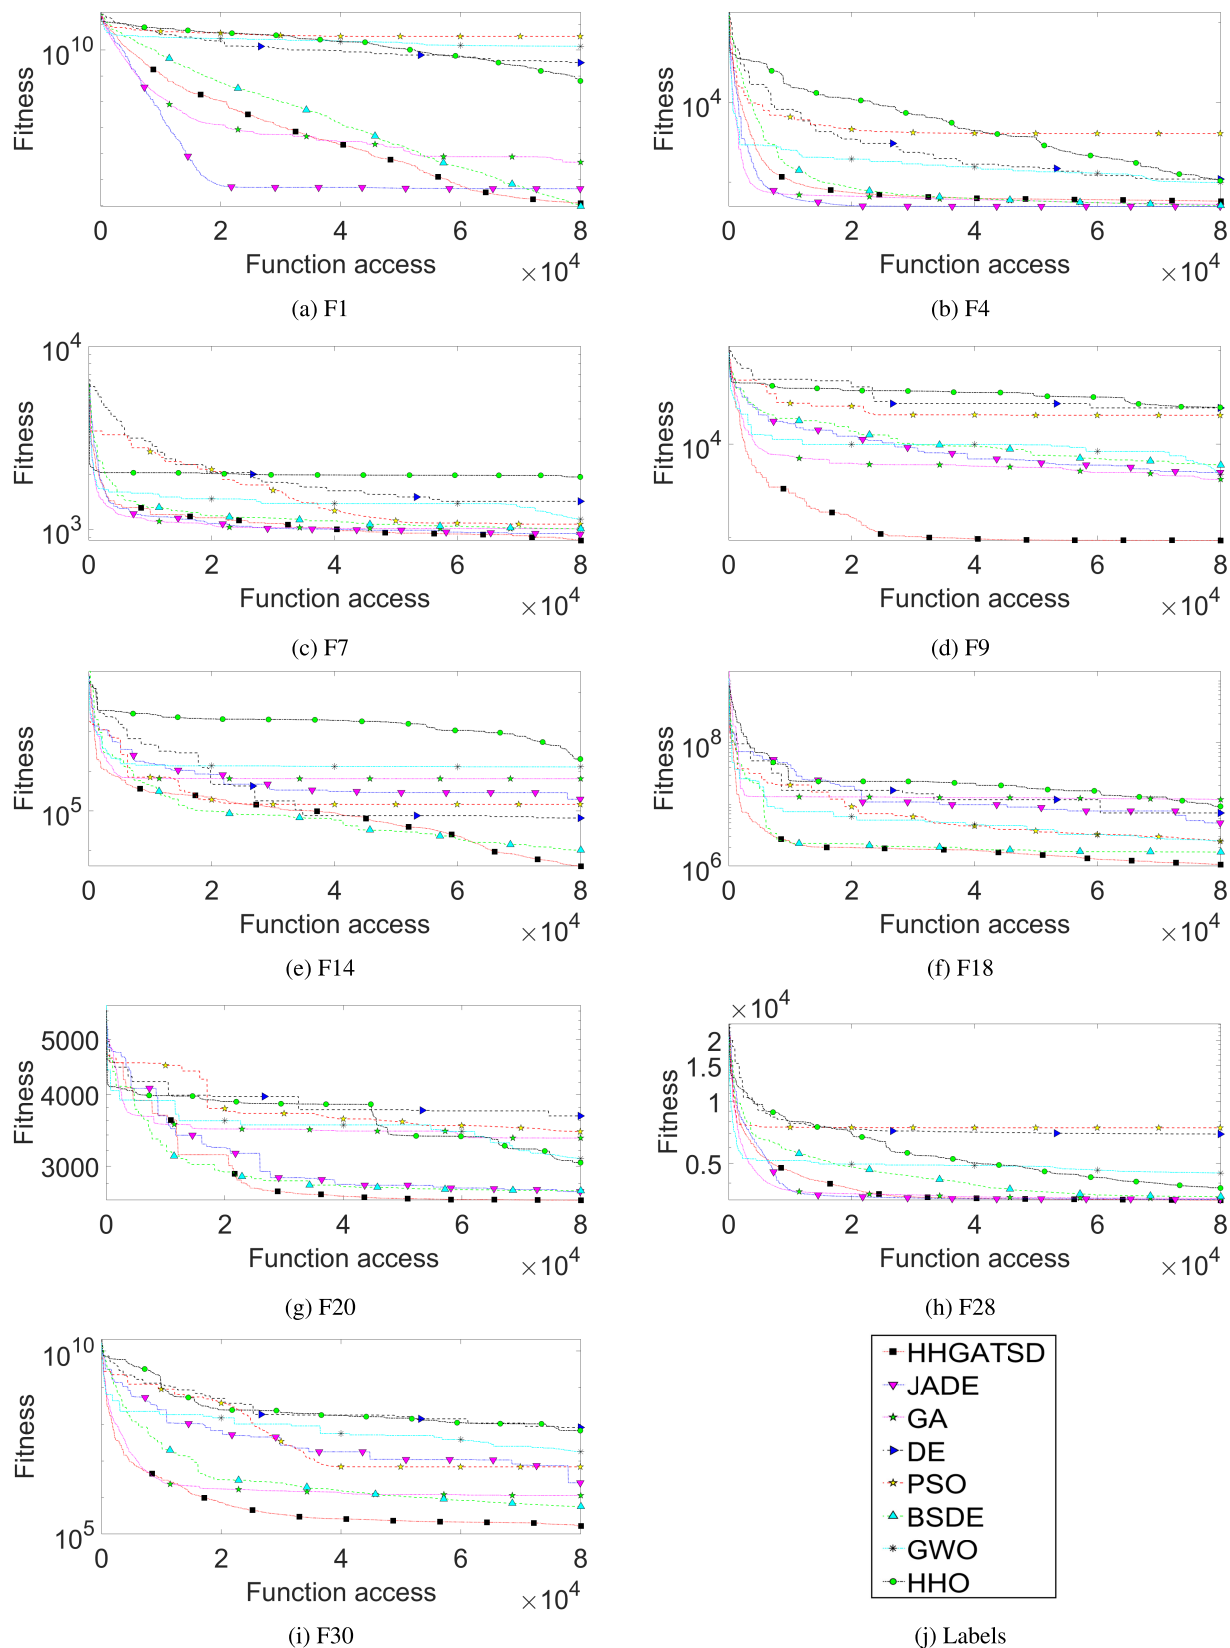 Fitness
10^10
0 2 4 6 8
Function access
×10^4
(a) F1
Fitness
10^4
0 2 4 6 8
Function access
×10^4
(b) F4
Fitness
10^4
10^3
0 2 4 6 8
Function access
×10^4
(c) F7
Fitness
10^4
0 2 4 6 8
Function access
×10^4
(d) F9
Fitness
10^5
0 2 4 6 8
Function access
×10^4
(e) F14
Fitness
10^8
10^6
0 2 4 6 8
Function access
×10^4
(f) F18
Fitness
5000
4000
3000
0 2 4 6 8
Function access
×10^4
(g) F20
×10^4
Fitness
2
1.5
1
0.5
0 2 4 6 8
Function access
×10^4
(h) F28
Fitness
10^10
10^5
0 2 4 6 8
Function access
×10^4
(i) F30
HHGATSD
JADE
GA
DE
PSO
BSDE
GWO
HHO
(j) Labels